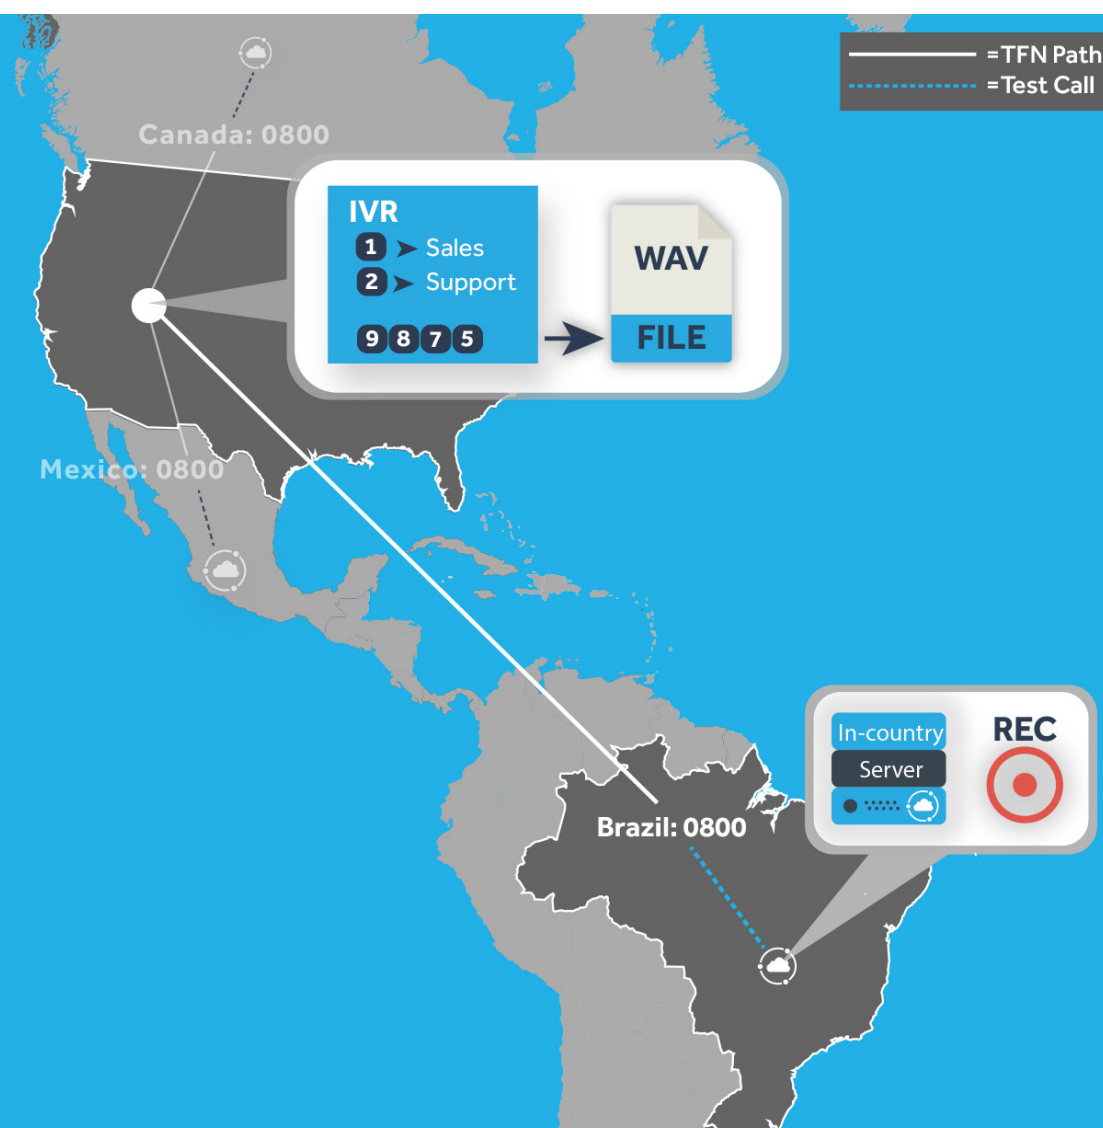 =TFN Path
=Test Call
Canada: 0800
IVR
1 ➤ Sales
2 ➤ Support
9875
WAV
FILE
Mexico: 0800
In-country
Server
REC
Brazil: 0800